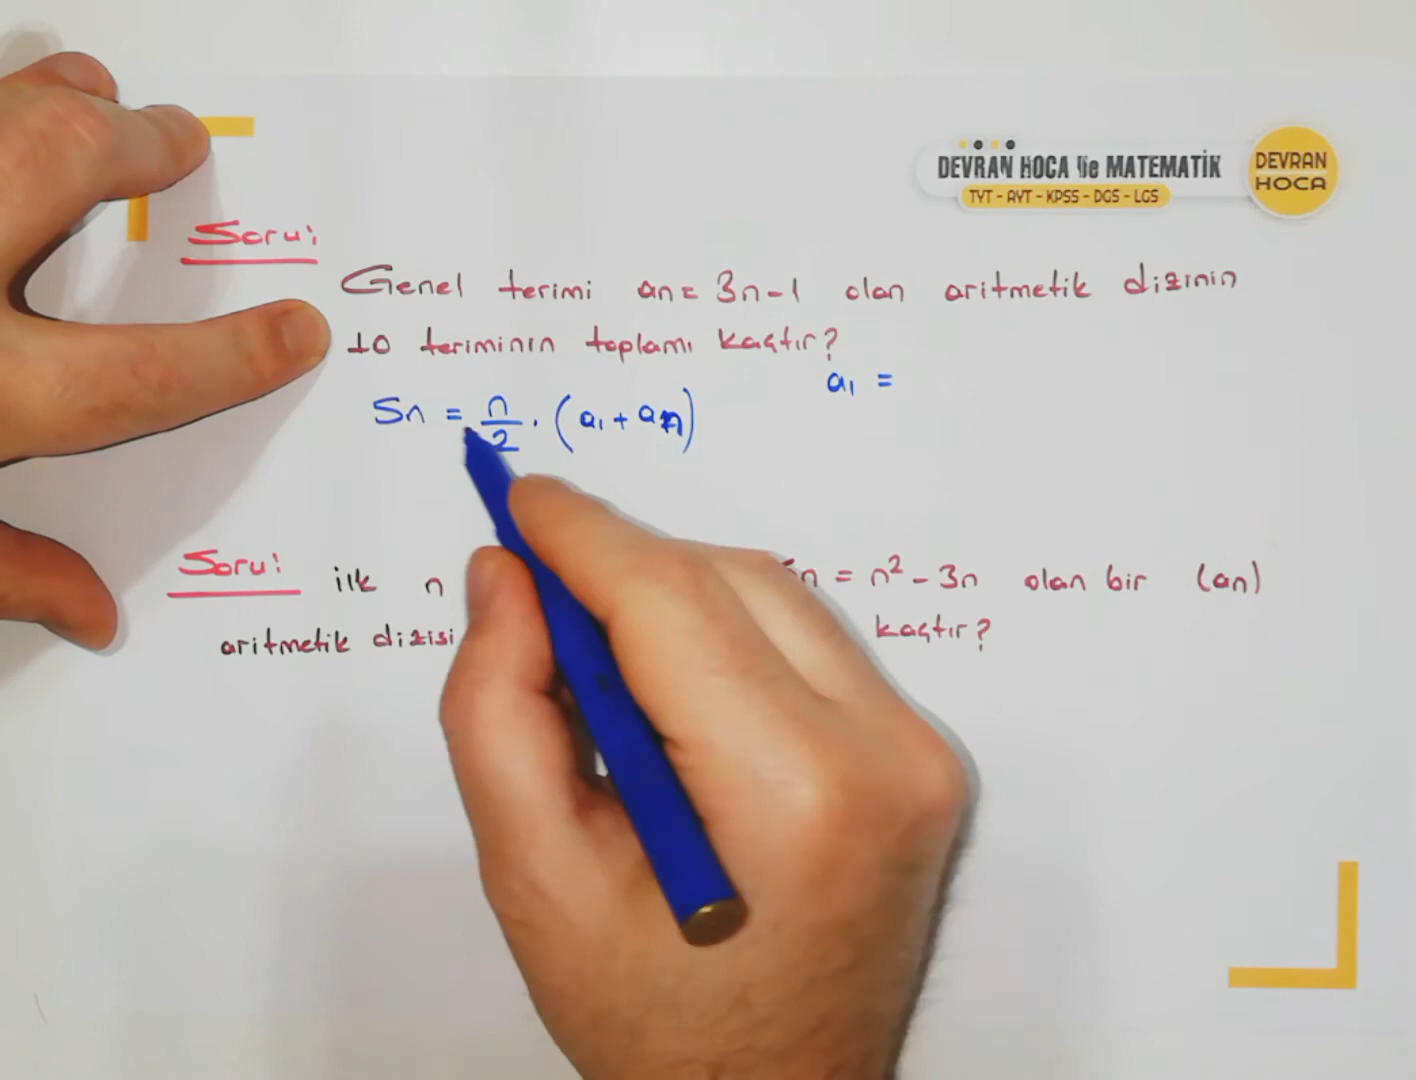 DEVRAN HOCA ile MATEMATİK
TYT - AYT - KPSS - DGS - LGS
DEVRAN
HOCA
Soru:
Genel terimi an = 3n-1 olan aritmetik dizinin
10 teriminin toplamı kaçtır?
a₁ =
Sn = n/2 . (a₁ + an)
Soru: ilk n Sn = n² - 3n olan bir (an)
aritmetik dizisi kaçtır?